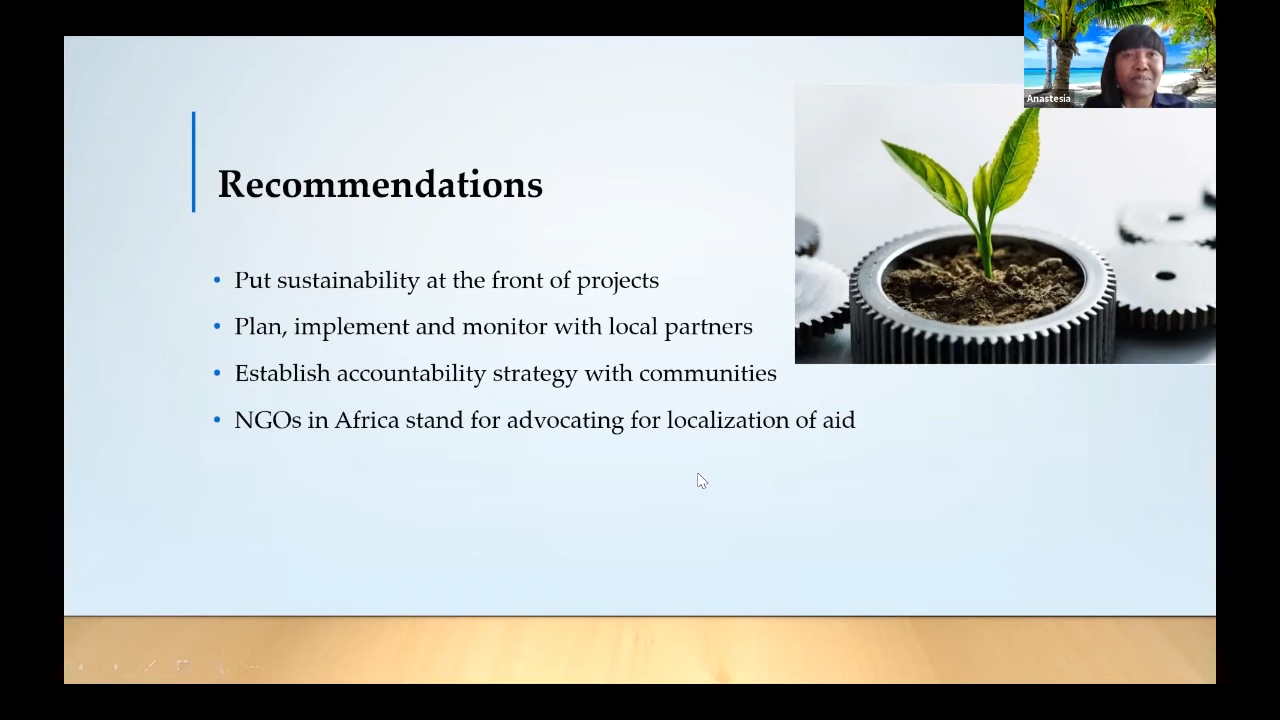 Anastesia
Recommendations
• Put sustainability at the front of projects
• Plan, implement and monitor with local partners
• Establish accountability strategy with communities
• NGOs in Africa stand for advocating for localization of aid